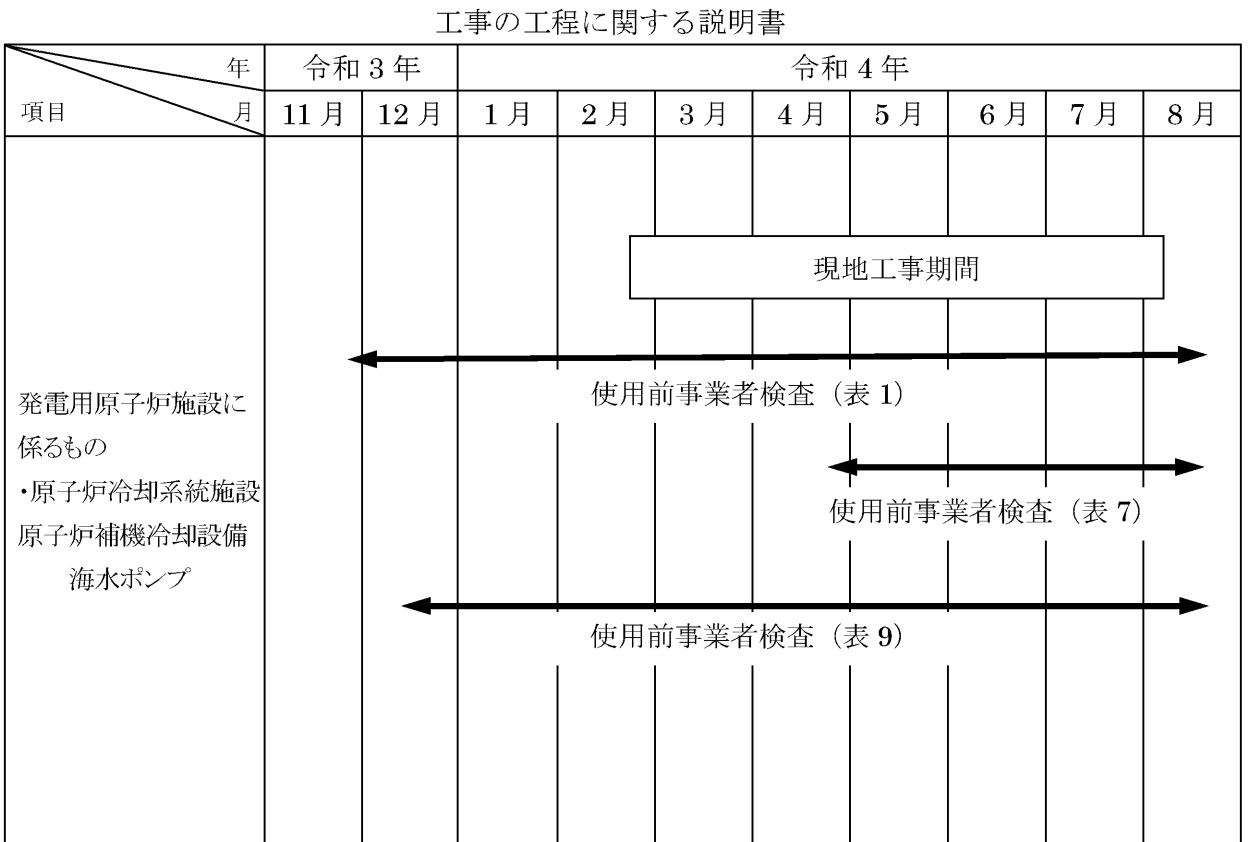 工事の工程に関する説明書
年
令和 3 年
令和 4 年
項目
月
11 月
12 月
1 月
2 月
3 月
4 月
5 月
6 月
7 月
8 月
現地工事期間
使用前事業者検査（表 1）
発電用原子炉施設に
係るもの
・原子炉冷却系統施設
原子炉補機冷却設備
海水ポンプ
使用前事業者検査（表 7）
使用前事業者検査（表 9）